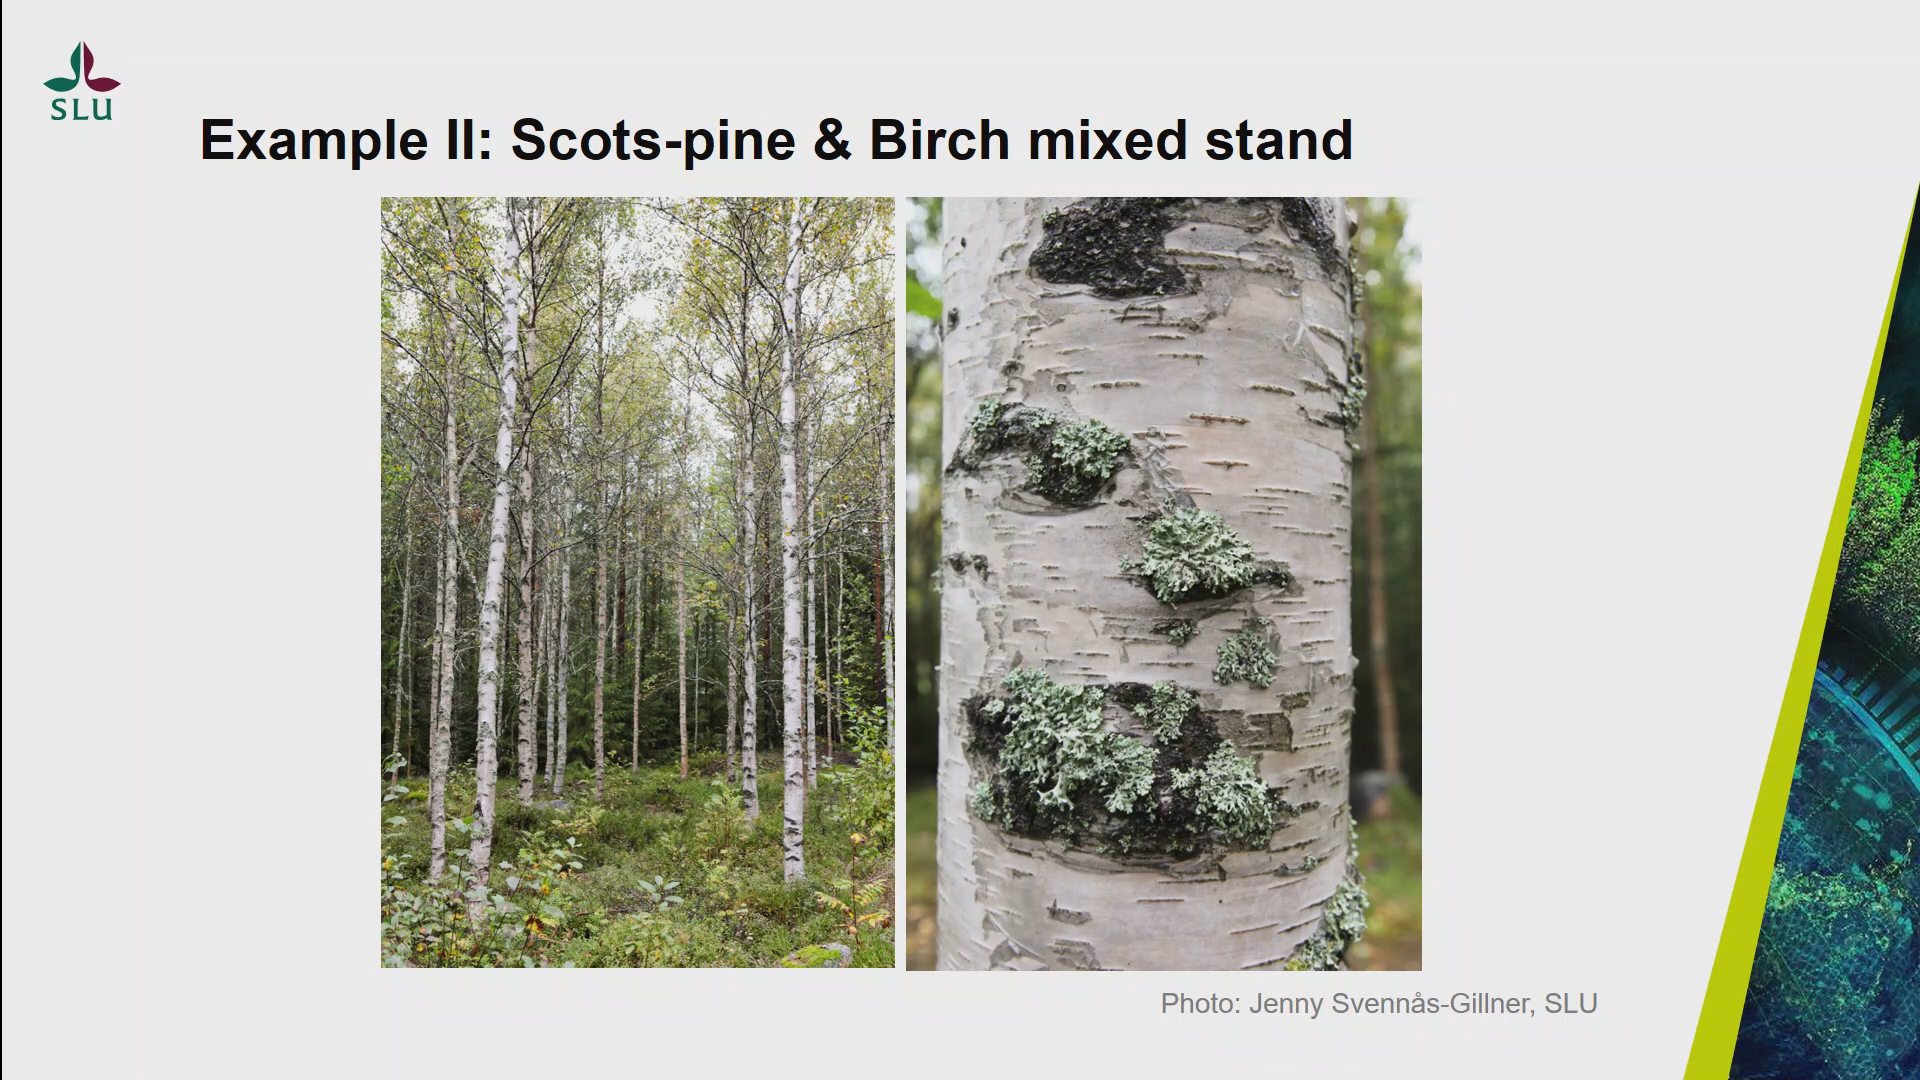 SLU
Example II: Scots-pine & Birch mixed stand
Photo: Jenny Svennås-Gillner, SLU